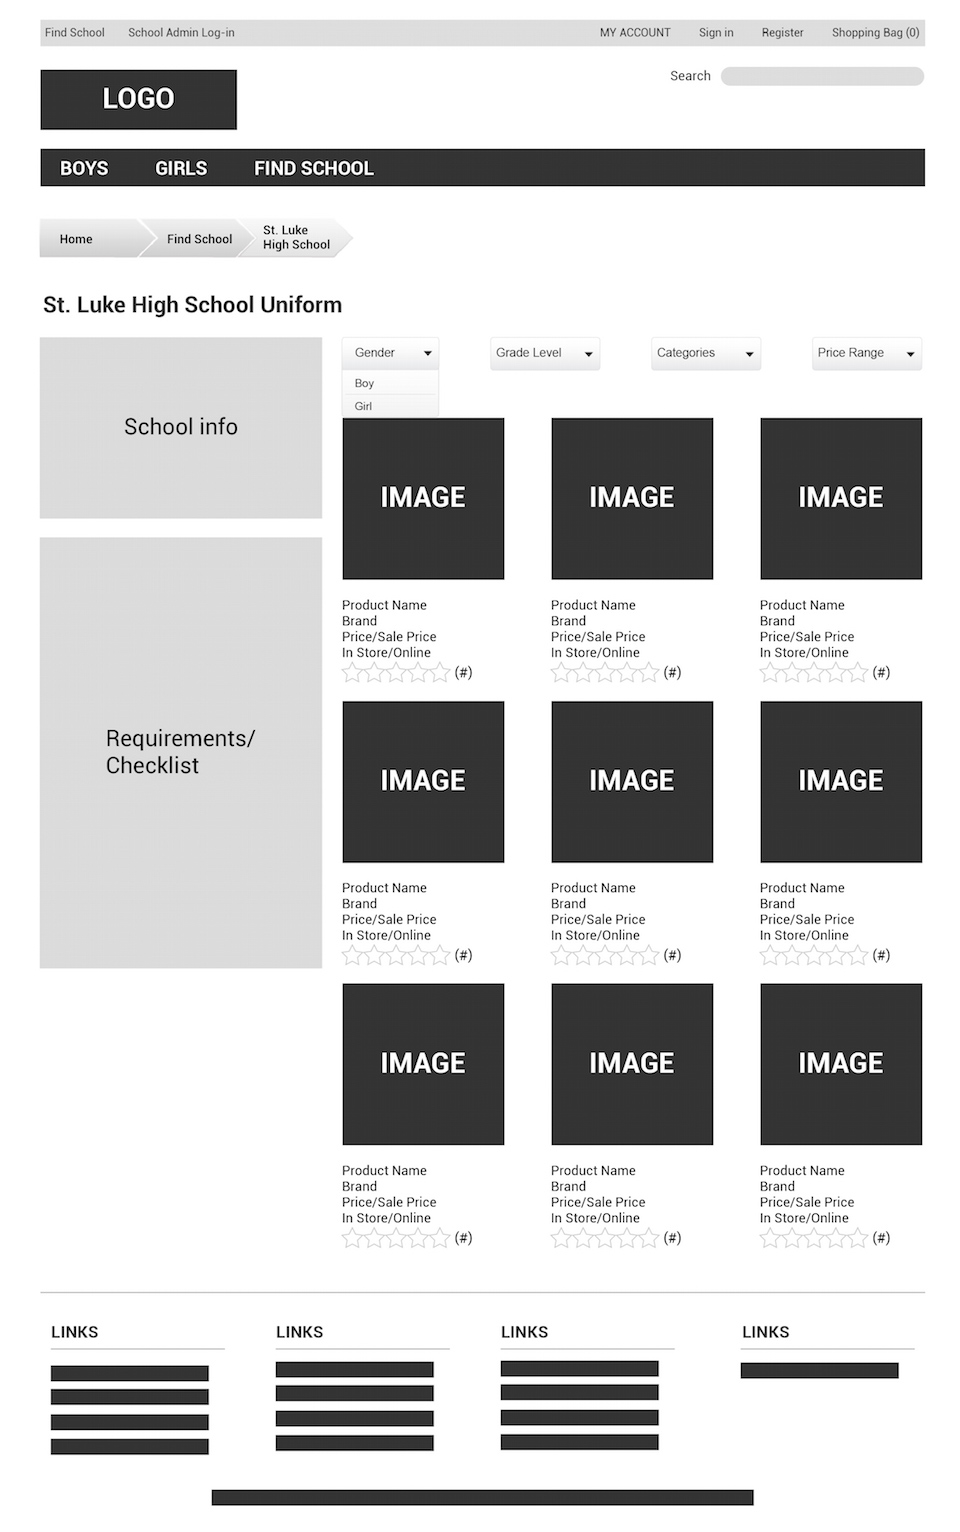 Find School
School Admin Log-in
MY ACCOUNT
Sign in
Register
Shopping Bag (0)
LOGO
Search
BOYS
GIRLS
FIND SCHOOL
Home
Find School
St. Luke
High School
St. Luke High School Uniform
School info
Requirements/
Checklist
Gender
Grade Level
Categories
Price Range
Boy
Girl
IMAGE
IMAGE
IMAGE
Product Name
Brand
Price/Sale Price
In Store/Online
(#)
Product Name
Brand
Price/Sale Price
In Store/Online
(#)
Product Name
Brand
Price/Sale Price
In Store/Online
(#)
IMAGE
IMAGE
IMAGE
Product Name
Brand
Price/Sale Price
In Store/Online
(#)
Product Name
Brand
Price/Sale Price
In Store/Online
(#)
Product Name
Brand
Price/Sale Price
In Store/Online
(#)
IMAGE
IMAGE
IMAGE
Product Name
Brand
Price/Sale Price
In Store/Online
(#)
Product Name
Brand
Price/Sale Price
In Store/Online
(#)
Product Name
Brand
Price/Sale Price
In Store/Online
(#)
LINKS
LINKS
LINKS
LINKS